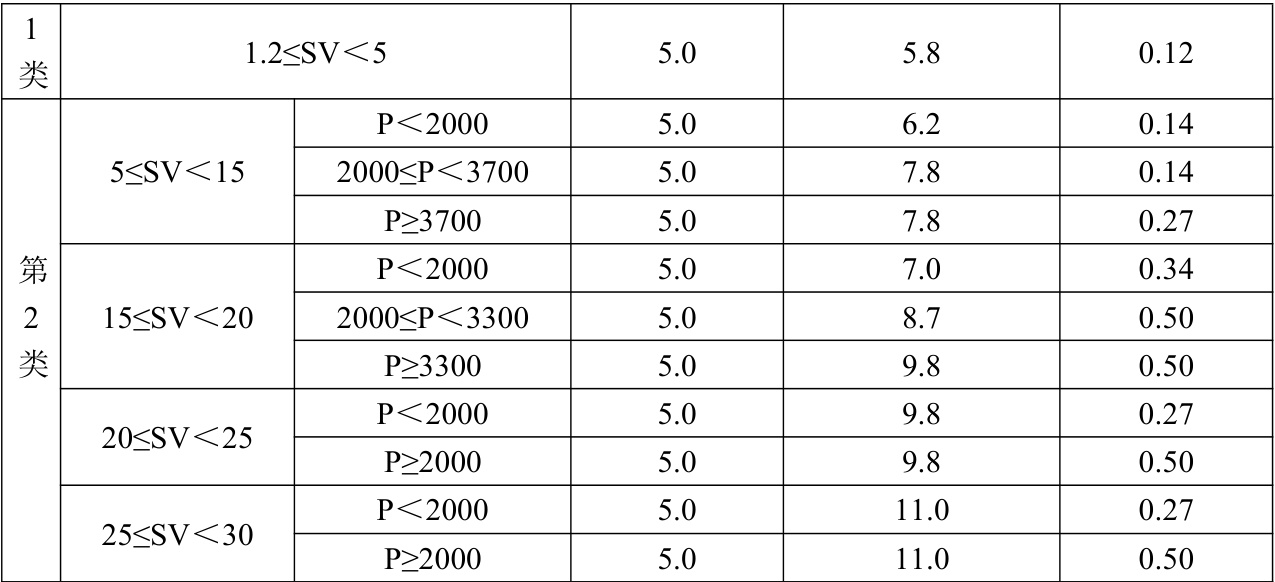 1类 1.2≤SV＜5 5.0 5.8 0.12
第2类 5≤SV＜15 P＜2000 5.0 6.2 0.14
2000≤P＜3700 5.0 7.8 0.14
P≥3700 5.0 7.8 0.27
15≤SV＜20 P＜2000 5.0 7.0 0.34
2000≤P＜3300 5.0 8.7 0.50
P≥3300 5.0 9.8 0.50
20≤SV＜25 P＜2000 5.0 9.8 0.27
P≥2000 5.0 9.8 0.50
25≤SV＜30 P＜2000 5.0 11.0 0.27
P≥2000 5.0 11.0 0.50